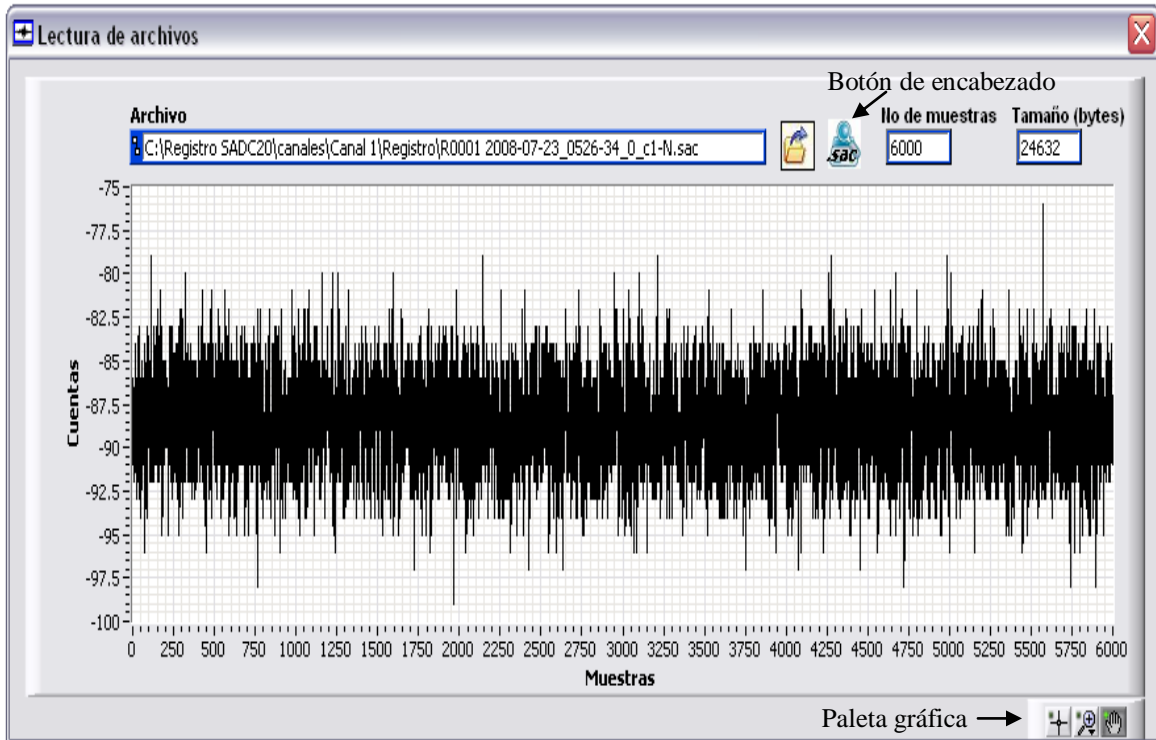 Lectura de archivos
Botón de encabezado
Archivo
No de muestras
Tamaño (bytes)
C:\Registro SADC20\canales\Canal 1\Registro\R0001 2008-07-23_0526-34_0_c1-N.sac
.sac
6000
24632
-75
-77.5
-80
-82.5
-85
-87.5
-90
-92.5
-95
-97.5
-100
Cuentas
0 250 500 750 1000 1250 1500 1750 2000 2250 2500 2750 3000 3250 3500 3750 4000 4250 4500 4750 5000 5250 5500 5750 6000
Muestras
Paleta gráfica